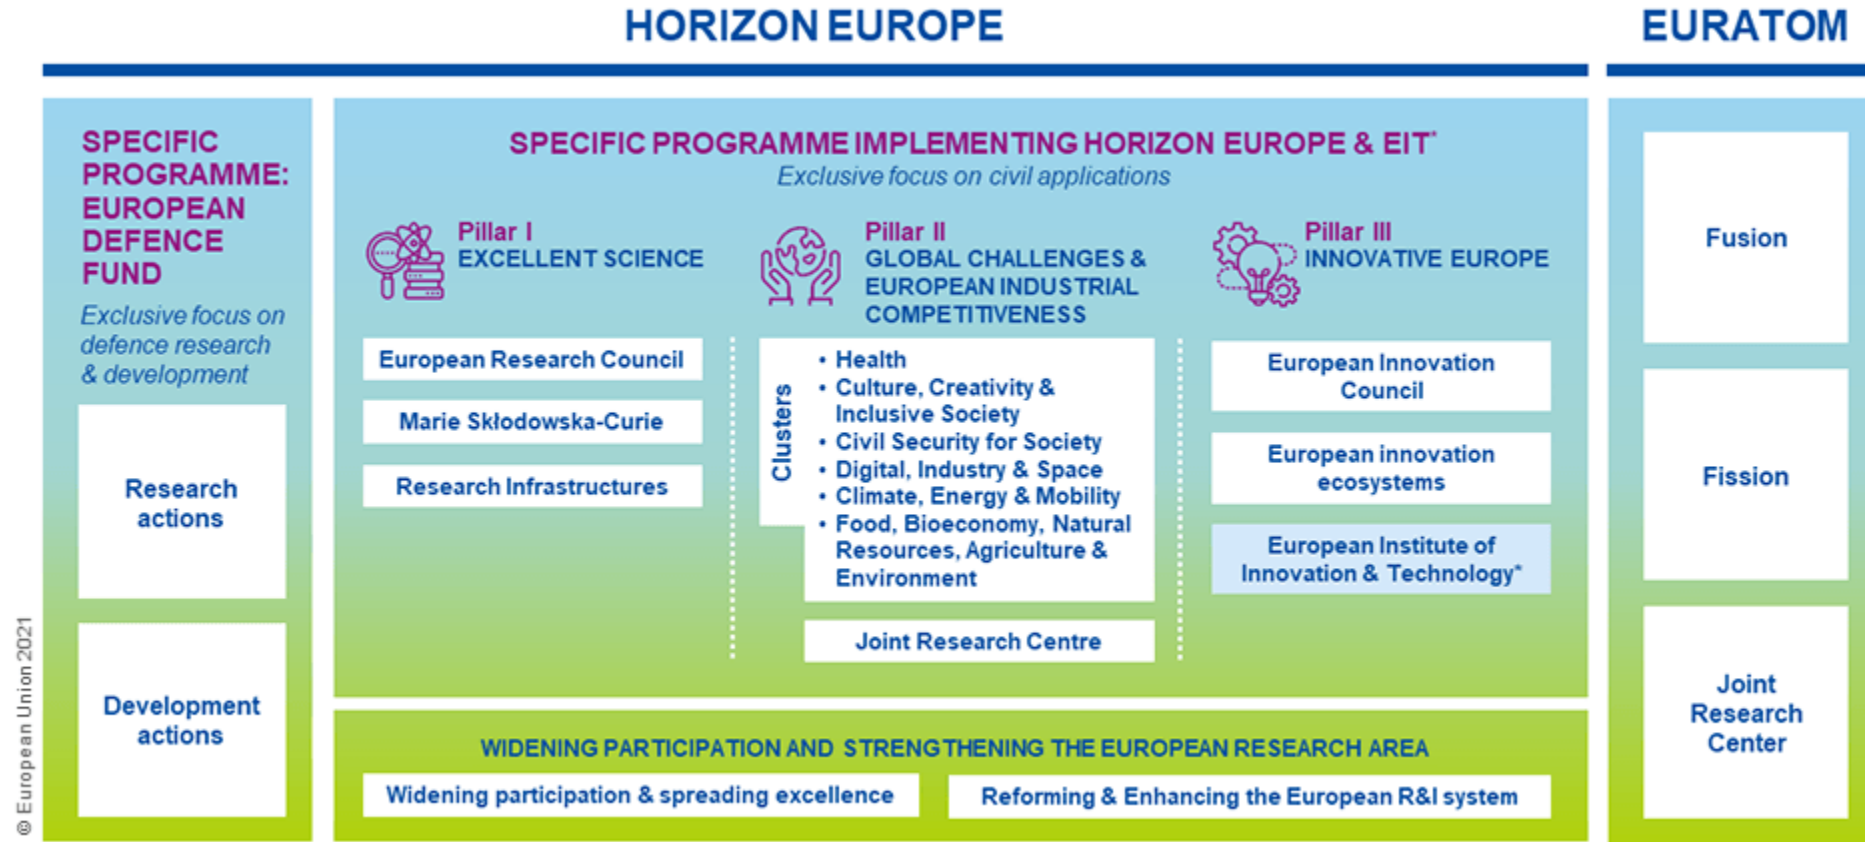 HORIZON EUROPE
EURATOM
SPECIFIC
PROGRAMME:
EUROPEAN
DEFENCE
FUND
Exclusive focus on
defence research
& development
Research
actions
Development
actions
SPECIFIC PROGRAMME IMPLEMENTING HORIZON EUROPE & EIT*
Exclusive focus on civil applications
Pillar I
EXCELLENT SCIENCE
European Research Council
Marie Skłodowska-Curie
Research Infrastructures
Pillar II
GLOBAL CHALLENGES &
EUROPEAN INDUSTRIAL
COMPETITIVENESS
Clusters
• Health
• Culture, Creativity &
Inclusive Society
• Civil Security for Society
• Digital, Industry & Space
• Climate, Energy & Mobility
• Food, Bioeconomy, Natural
Resources, Agriculture &
Environment
Joint Research Centre
Pillar III
INNOVATIVE EUROPE
European Innovation
Council
European innovation
ecosystems
European Institute of
Innovation & Technology*
WIDENING PARTICIPATION AND STRENGTHENING THE EUROPEAN RESEARCH AREA
Widening participation & spreading excellence
Reforming & Enhancing the European R&I system
Fusion
Fission
Joint
Research
Center
© European Union 2021